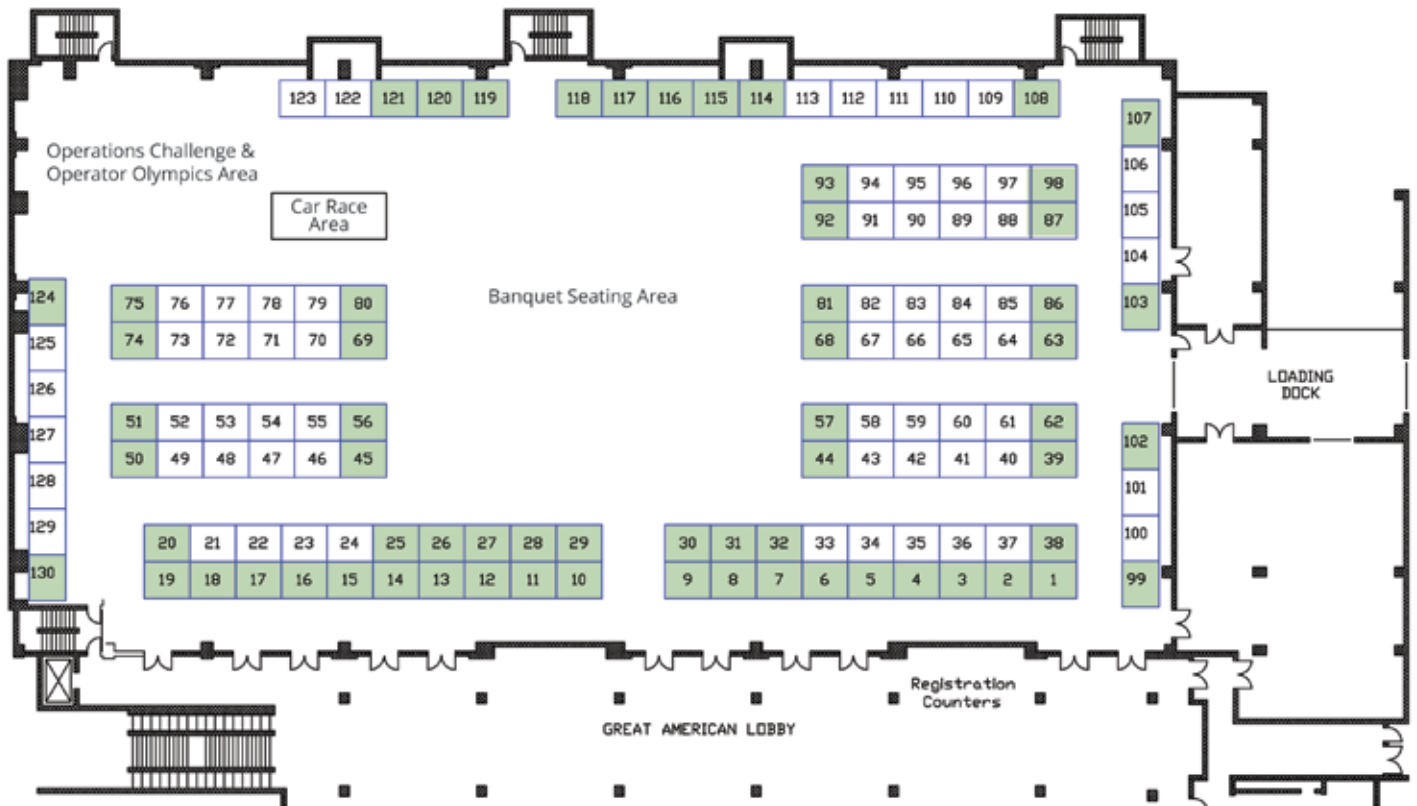 123 122 121 120 119 118 117 116 115 114 113 112 111 110 109 108
107
106
105
104
103
Operations Challenge &
Operator Olympics Area
Car Race
Area
93 94 95 96 97 98
92 91 90 89 88 87
Banquet Seating Area
124
125
126
127
128
129
130
75 76 77 78 79 80
74 73 72 71 70 69
81 82 83 84 85 86
68 67 66 65 64 63
LOADING
DOCK
51 52 53 54 55 56
50 49 48 47 46 45
57 58 59 60 61 62
44 43 42 41 40 39
102
101
100
99
20 21 22 23 24 25 26 27 28 29
19 18 17 16 15 14 13 12 11 10
30 31 32 33 34 35 36 37 38
9 8 7 6 5 4 3 2 1
Registration
Counters
GREAT AMERICAN LOBBY